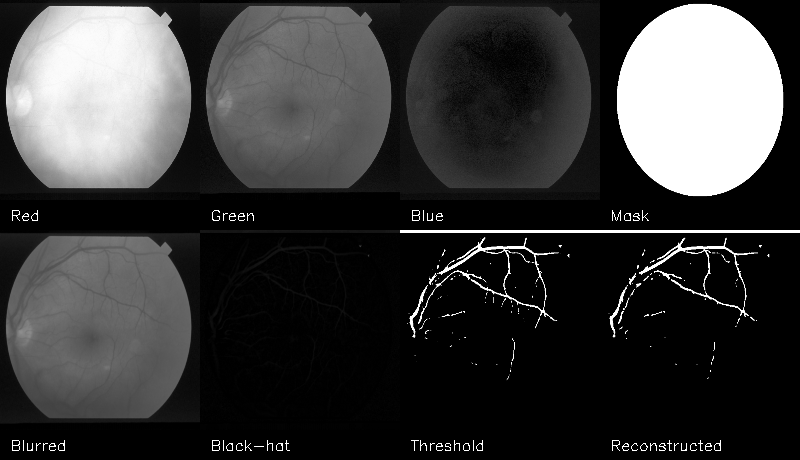 Red
Green
Blue
Mask
Blurred
Black-hat
Threshold
Reconstructed